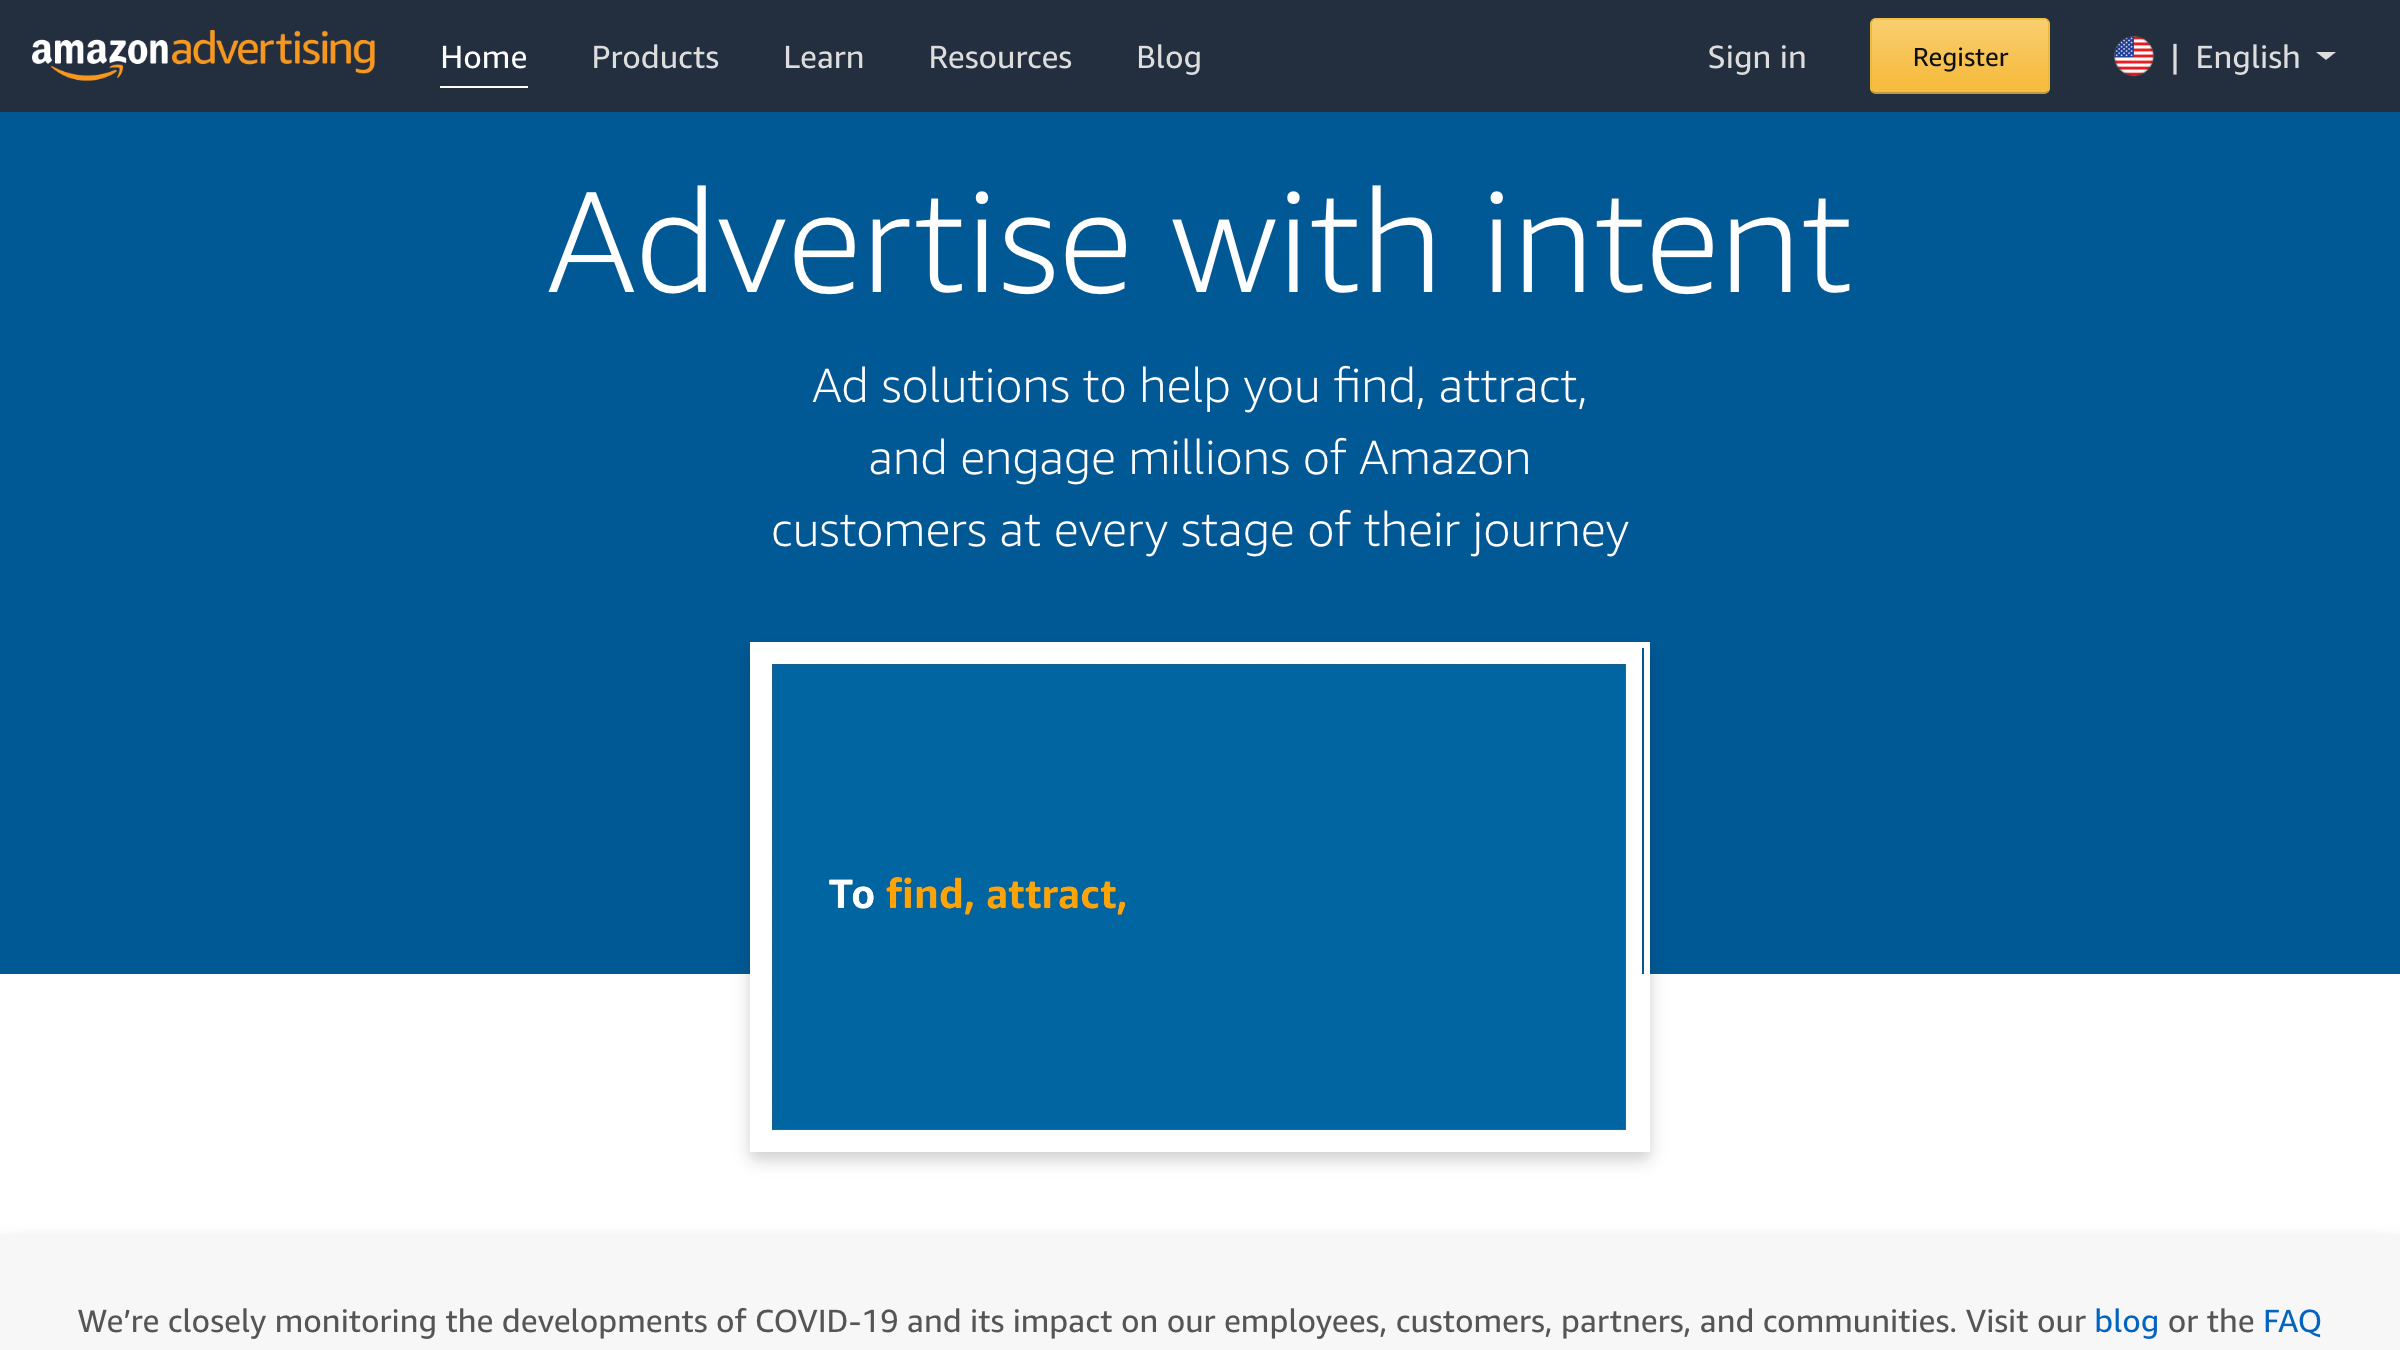 amazonadvertising
Home
Products
Learn
Resources
Blog
Sign in
Register
| English
Advertise with intent
Ad solutions to help you find, attract,
and engage millions of Amazon
customers at every stage of their journey
To find, attract,
We’re closely monitoring the developments of COVID-19 and its impact on our employees, customers, partners, and communities. Visit our blog or the FAQ